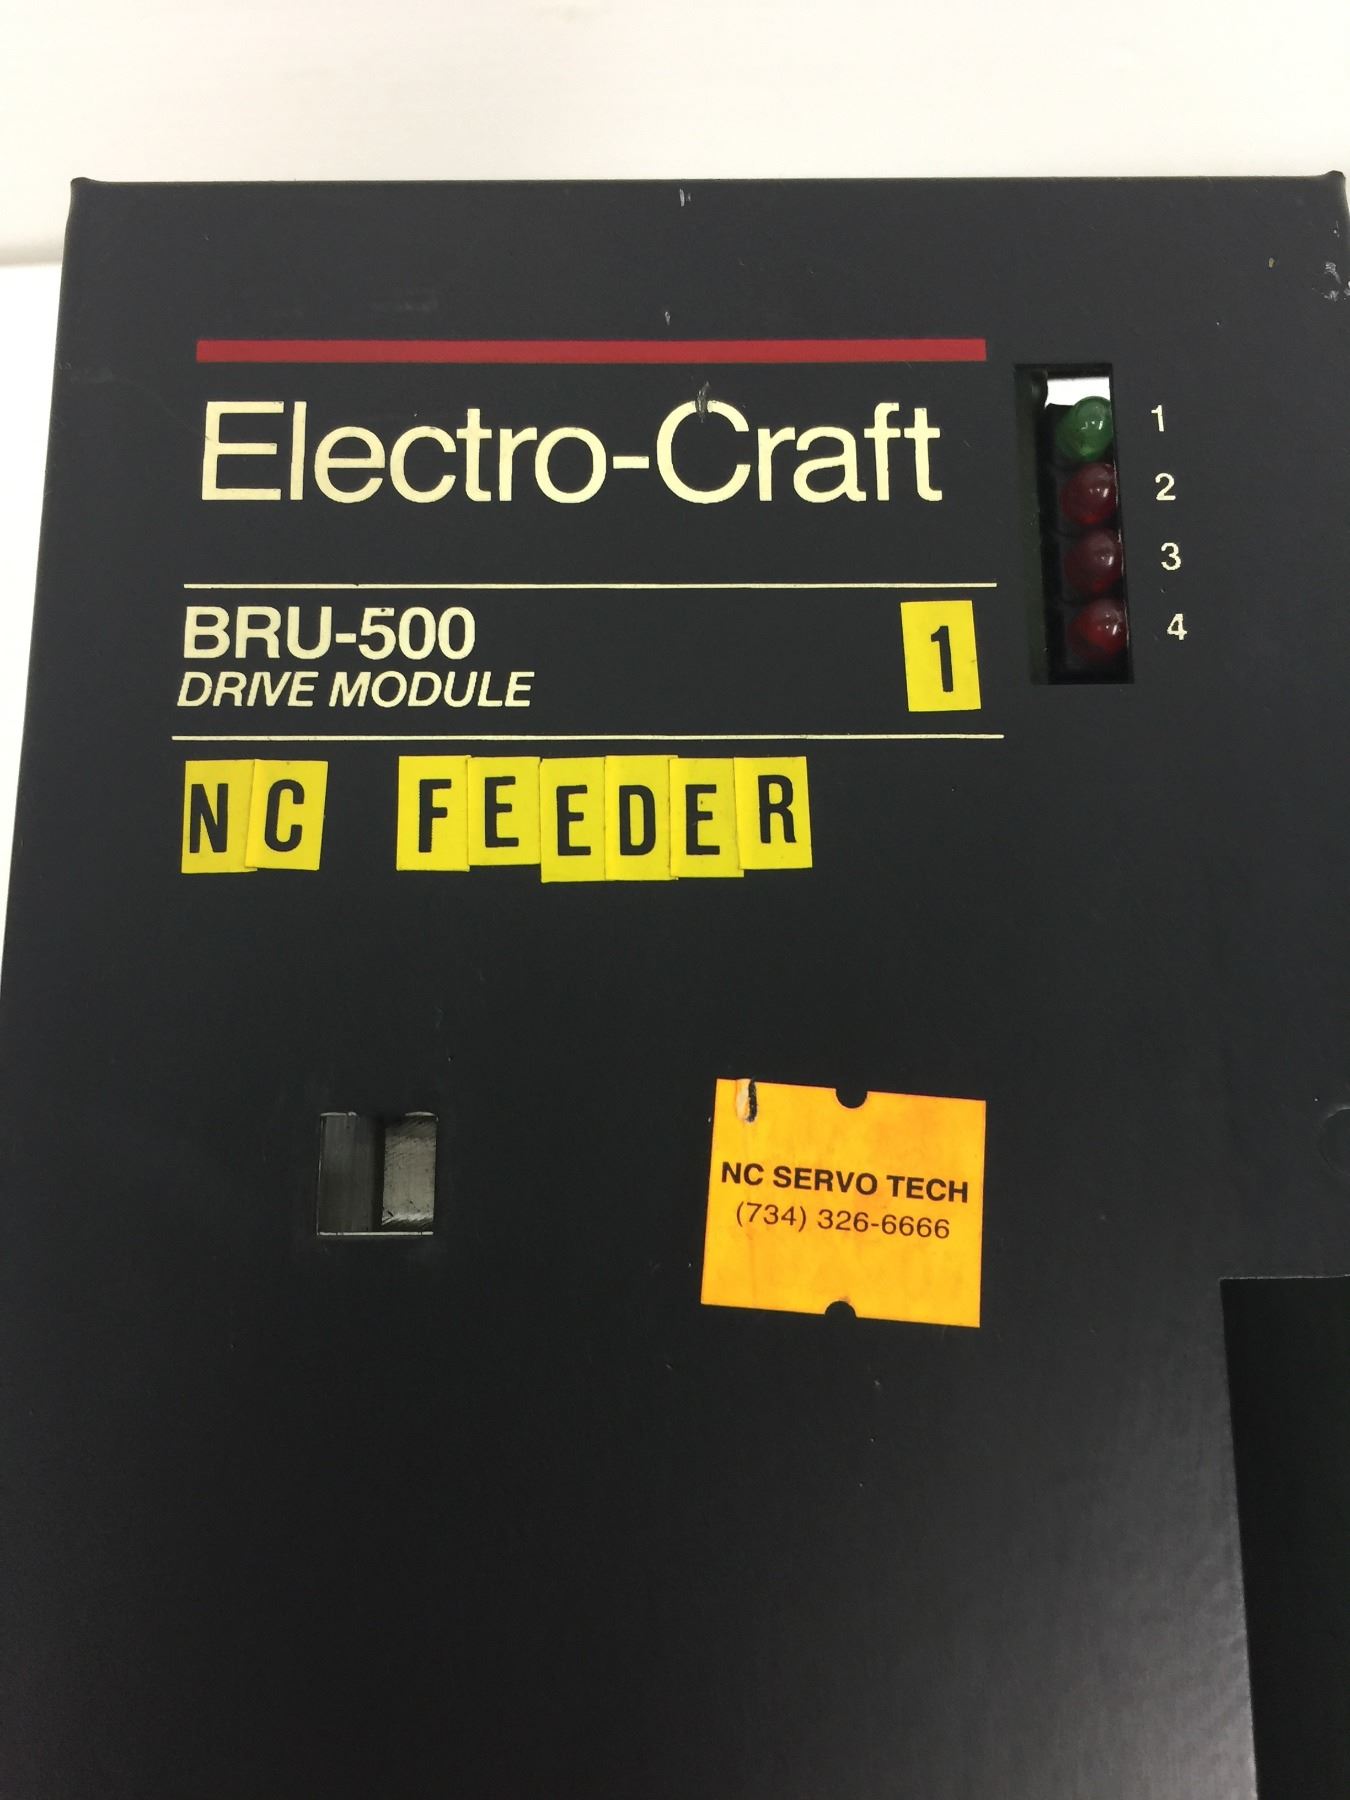 Electro-Craft
1
2
3
4
BRU-500
DRIVE MODULE
1
NC FEEDER
NC SERVO TECH
(734) 326-6666